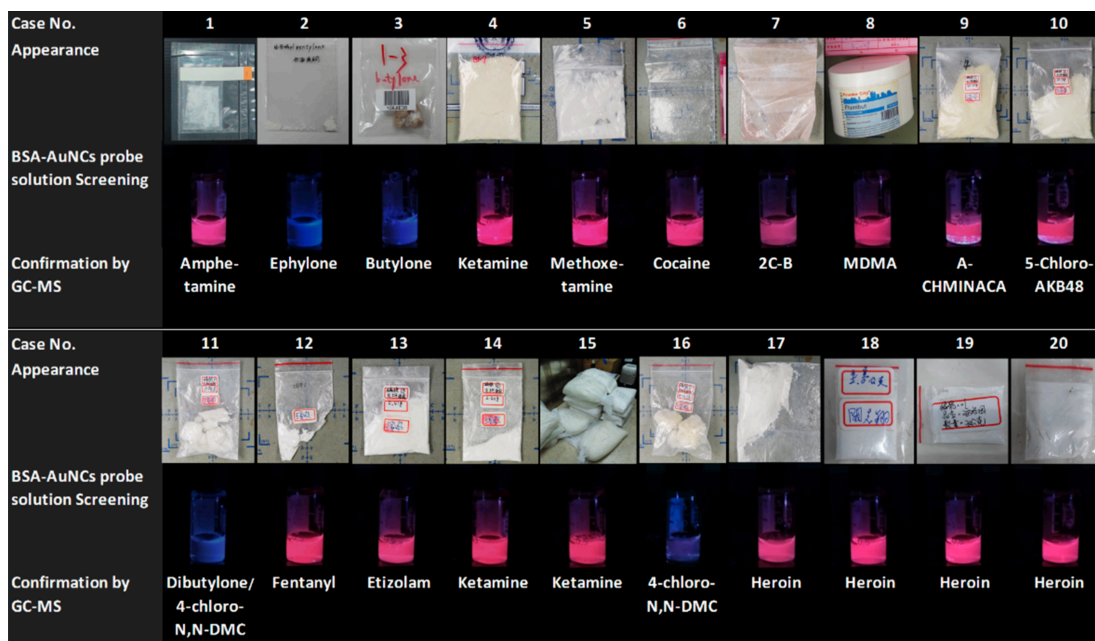 Case No. 1 2 3 4 5 6 7 8 9 10
Appearance
1-3
butylone
BSA-AuNCs probe
solution Screening
Confirmation by Amphe- Ephylone Butylone Ketamine Methoxe- Cocaine 2C-B MDMA A- 5-Chloro-
GC-MS tamine tamine CHMINACA AKB48
Case No. 11 12 13 14 15 16 17 18 19 20
Appearance
BSA-AuNCs probe
solution Screening
Confirmation by Dibutylone/ Fentanyl Etizolam Ketamine Ketamine 4-chloro- Heroin Heroin Heroin Heroin
GC-MS 4-chloro- N,N-DMC
N,N-DMC